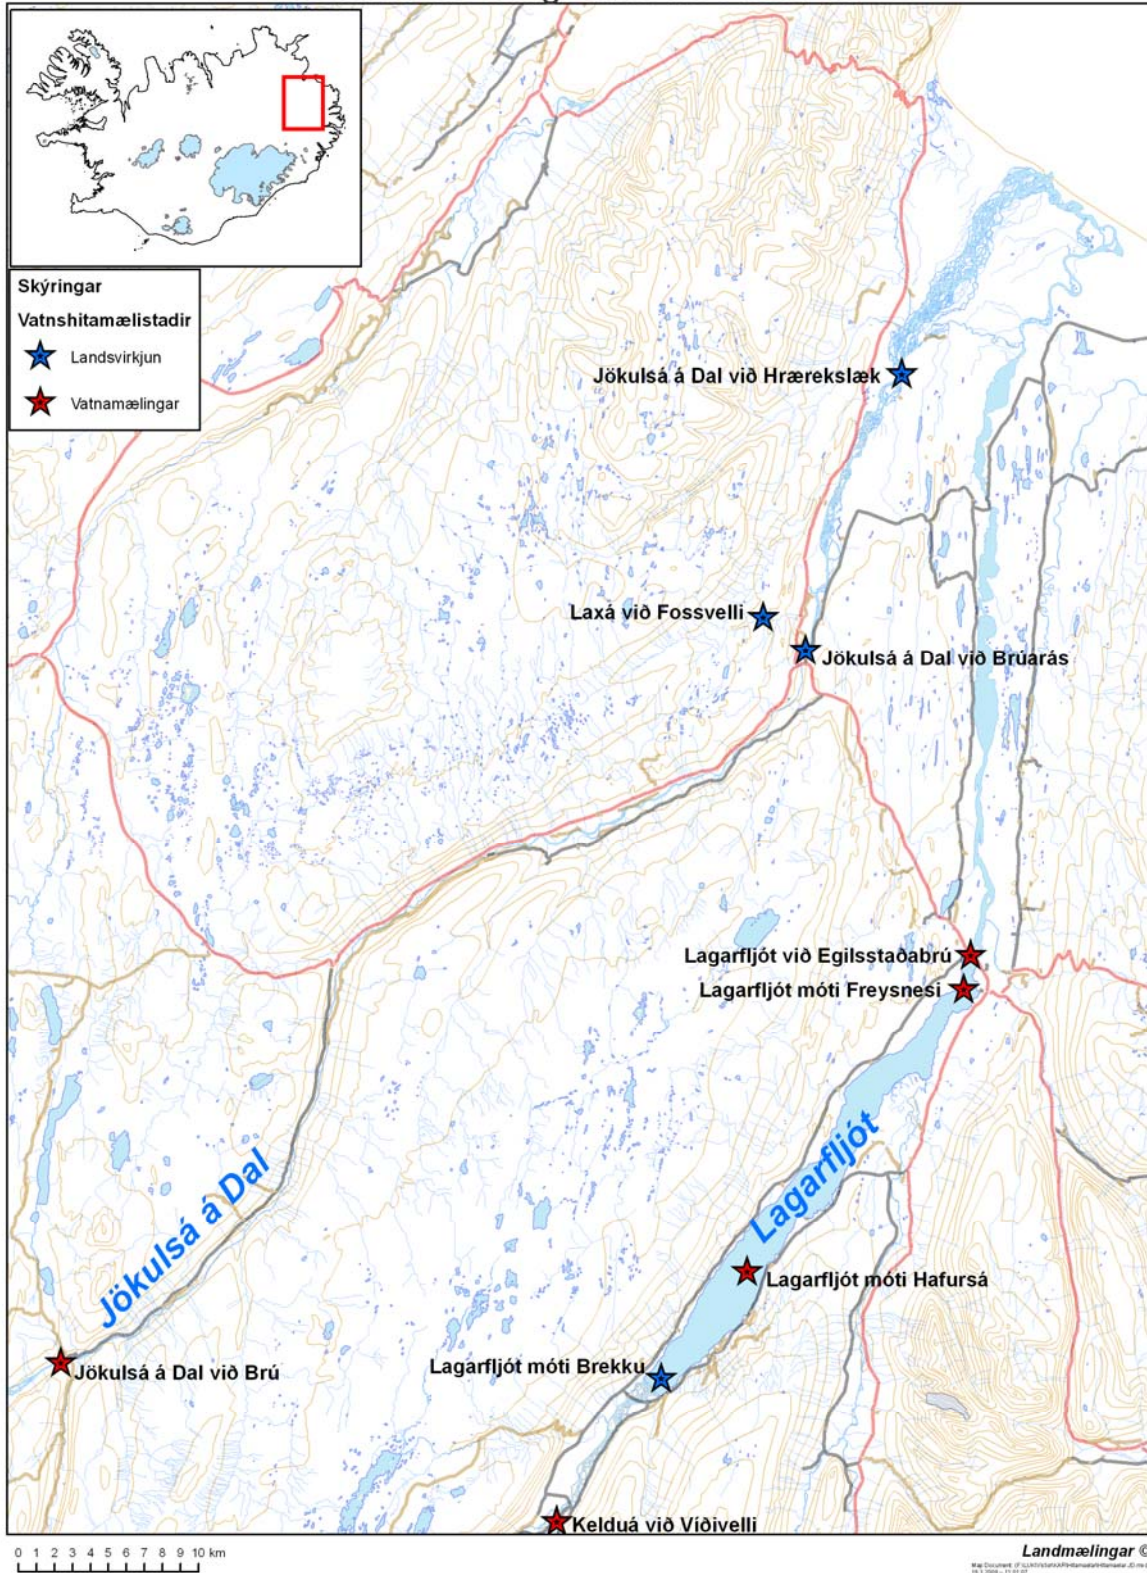 Skýringar
Vatnshitamælistadir
Landsvirkjun
Vatnamælingar
Jökulsá á Dal við Hrærekslæk
Laxá við Fossvelli
Jökulsá á Dal við Brúarás
Lagarfljót við Egilsstaðabrú
Lagarfljót móti Freysnesi
Lagarfljót
Jökulsá á Dal
Lagarfljót móti Hafursá
Lagarfljót móti Brekku
Jökulsá á Dal við Brú
Kelduá við Víðivelli
0 1 2 3 4 5 6 7 8 9 10 km
Landmælingar ©